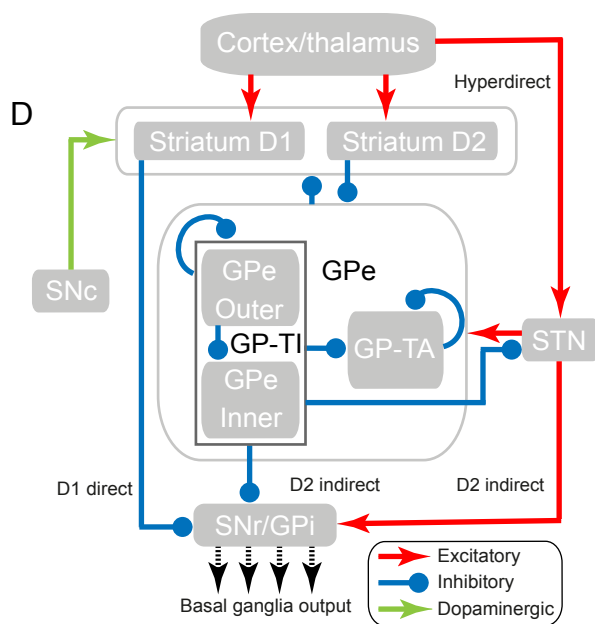 Cortex/thalamus
Hyperdirect
D
Striatum D1
Striatum D2
GPe
Outer
GPe
SNc
GP-TI
GP-TA
STN
GPe
Inner
D1 direct
D2 indirect
D2 indirect
SNr/GPi
Basal ganglia output
Excitatory
Inhibitory
Dopaminergic